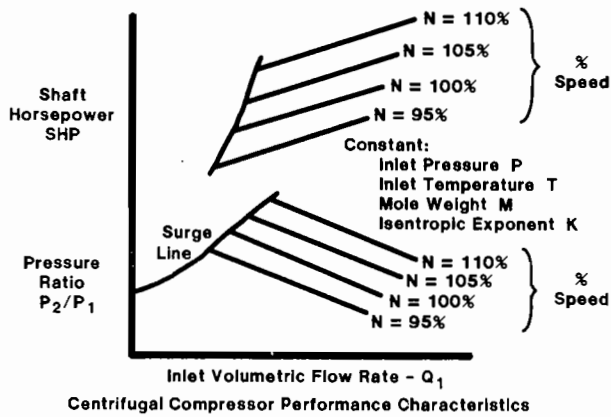 N = 110%
N = 105%
N = 100%
N = 95%
% Speed
Shaft
Horsepower
SHP
Constant:
Inlet Pressure P
Inlet Temperature T
Mole Weight M
Isentropic Exponent K
Surge
Line
Pressure
Ratio
P2/P1
N = 110%
N = 105%
N = 100%
N = 95%
%
Speed
Inlet Volumetric Flow Rate - Q1
Centrifugal Compressor Performance Characteristics